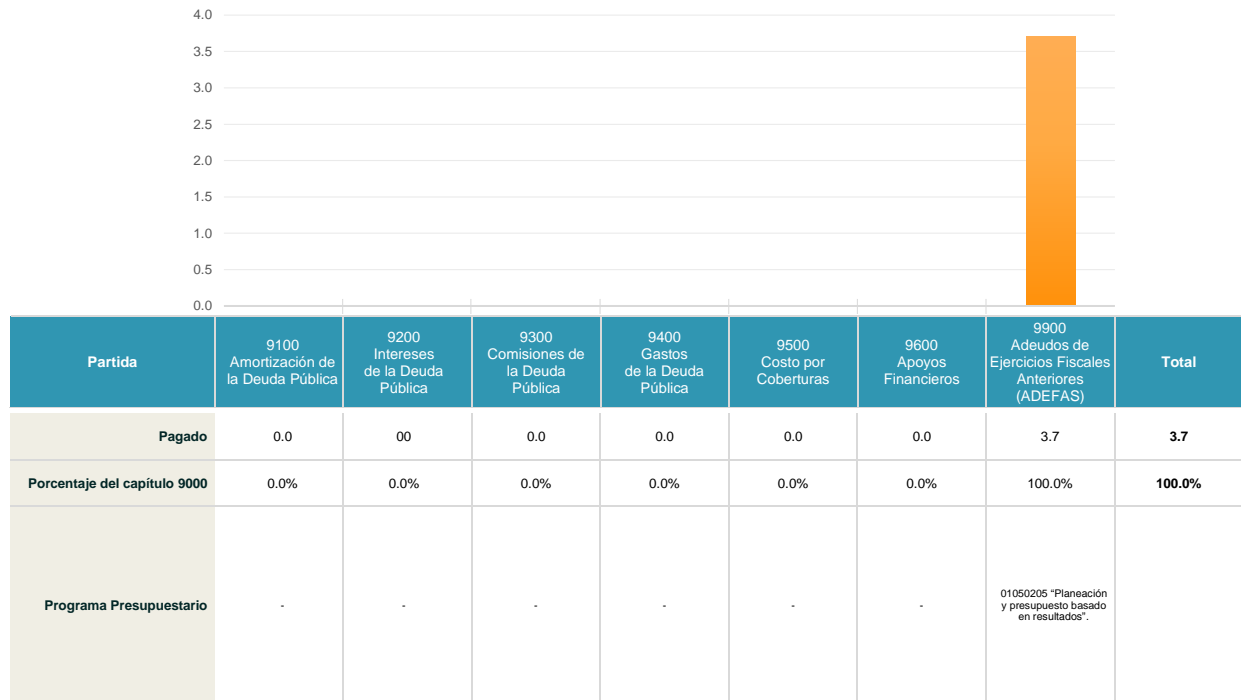 4.0
3.5
3.0
2.5
2.0
1.5
1.0
0.5
0.0
Partida
9100
Amortización de
la Deuda Pública
9200
Intereses
de la Deuda
Pública
9300
Comisiones de
la Deuda
Pública
9400
Gastos
de la Deuda
Pública
9500
Costo por
Coberturas
9600
Apoyos
Financieros
9900
Adeudos de
Ejercicios Fiscales
Anteriores
(ADEFAS)
Total
Pagado 0.0 00 0.0 0.0 0.0 0.0 3.7 3.7
Porcentaje del capítulo 9000 0.0% 0.0% 0.0% 0.0% 0.0% 0.0% 100.0% 100.0%
Programa Presupuestario - - - - - -
01050205 “Planeación
y presupuesto basado
en resultados”.